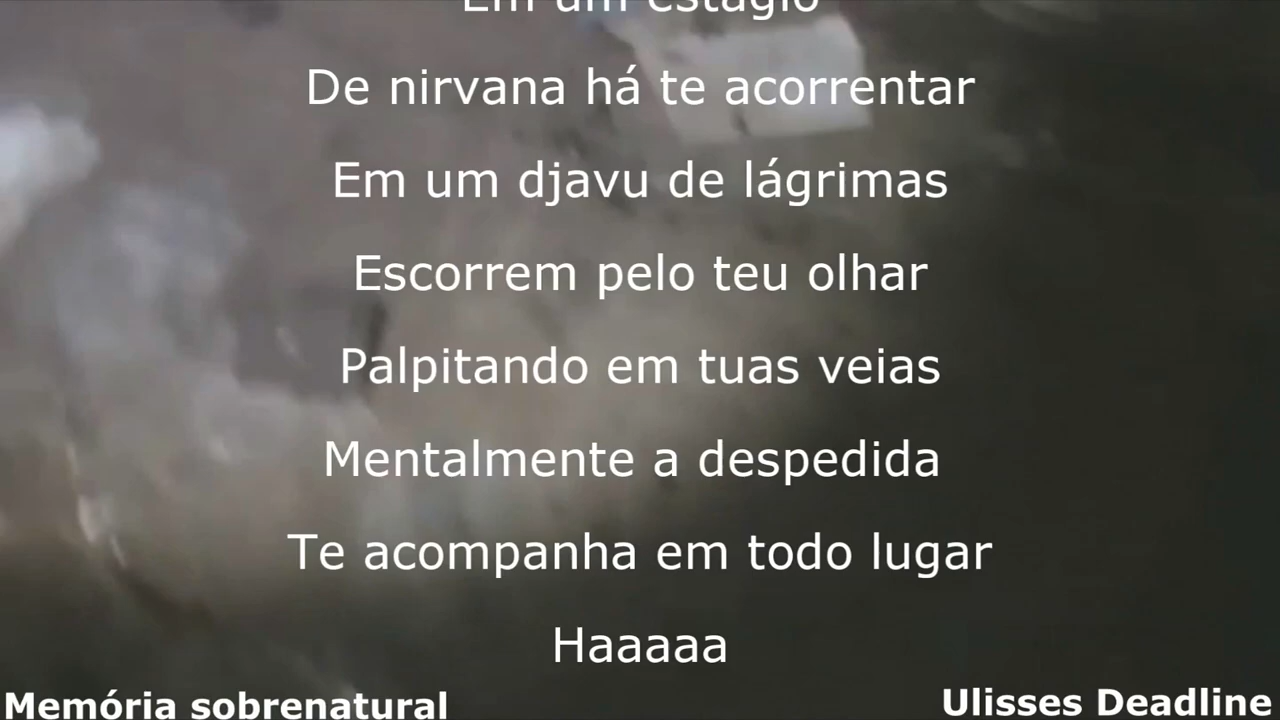 Em um estágio
De nirvana há te acorrentar
Em um djavu de lágrimas
Escorrem pelo teu olhar
Palpitando em tuas veias
Mentalmente a despedida
Te acompanha em todo lugar
Haaaaa
Memória sobrenatural
Ulisses Deadline